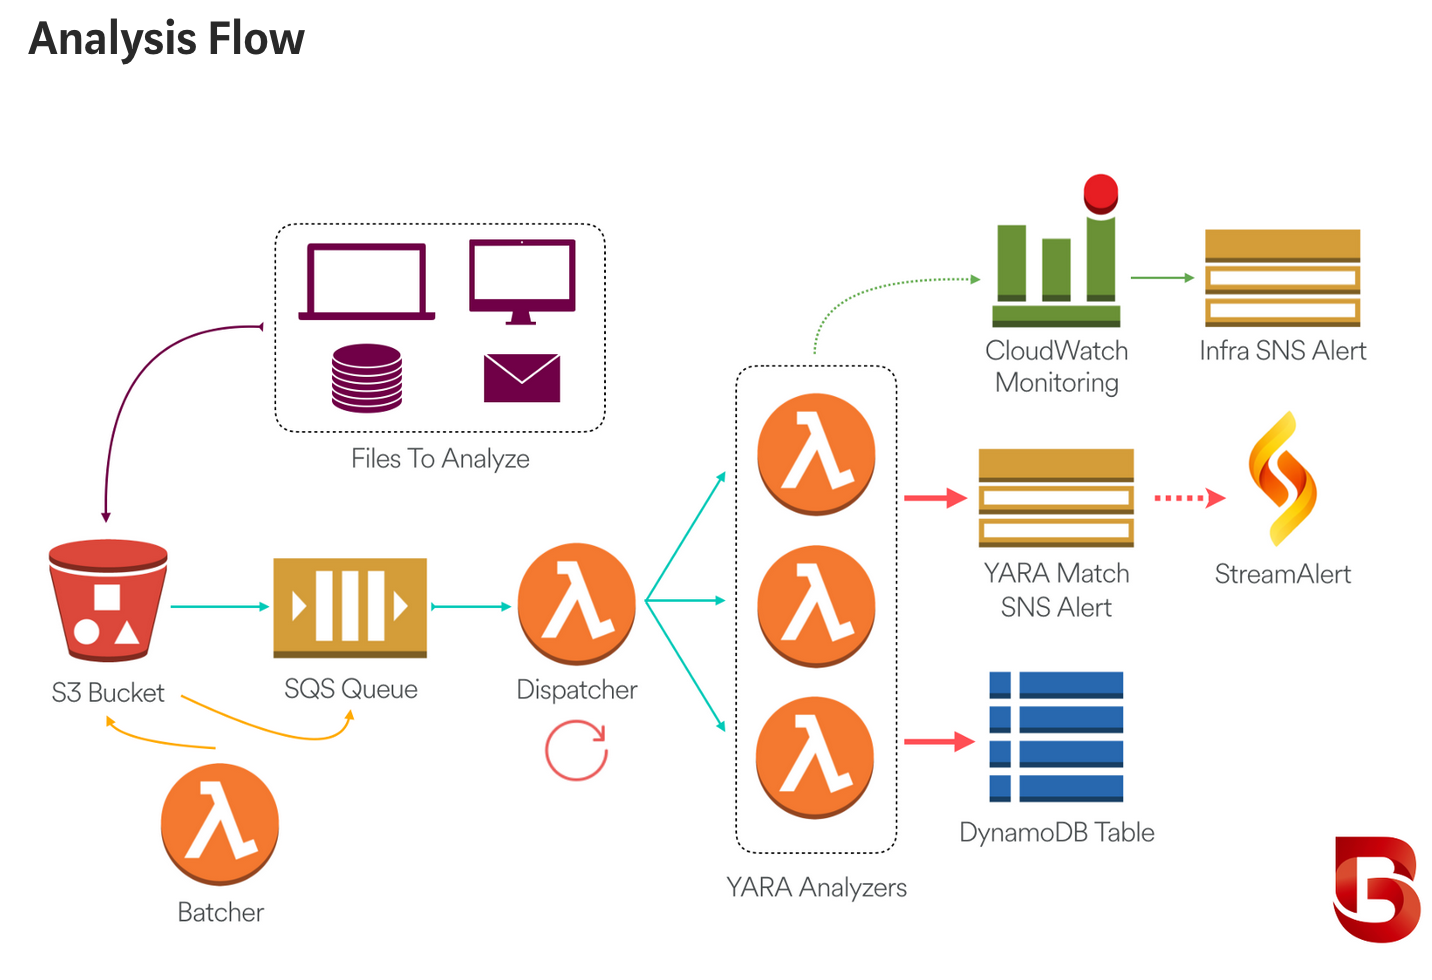 Analysis Flow
Files To Analyze
CloudWatch
Monitoring
Infra SNS Alert
S3 Bucket
SQS Queue
Dispatcher
YARA Match
SNS Alert
StreamAlert
Batcher
YARA Analyzers
DynamoDB Table